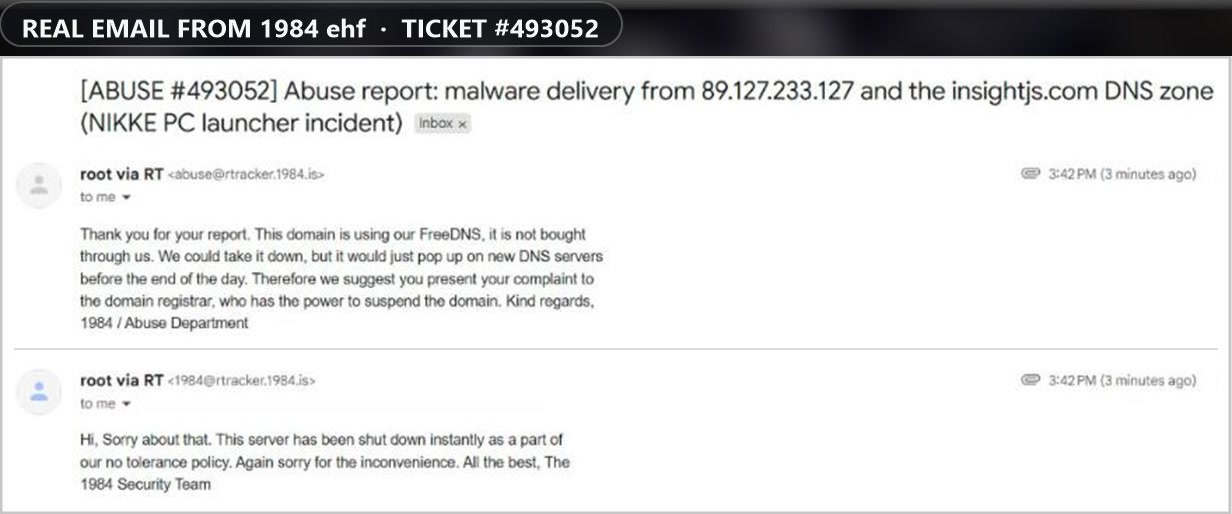 REAL EMAIL FROM 1984 ehf · TICKET #493052
[ABUSE #493052] Abuse report: malware delivery from 89.127.233.127 and the insightjs.com DNS zone
(NIKKE PC launcher incident) Inbox x
root via RT <abuse@rtracker.1984.is> 3:42 PM (3 minutes ago)
to me
Thank you for your report. This domain is using our FreeDNS, it is not bought
through us. We could take it down, but it would just pop up on new DNS servers
before the end of the day. Therefore we suggest you present your complaint to
the domain registrar, who has the power to suspend the domain. Kind regards,
1984 / Abuse Department
root via RT <1984@rtracker.1984.is> 3:42 PM (3 minutes ago)
to me
Hi, Sorry about that. This server has been shut down instantly as a part of
our no tolerance policy. Again sorry for the inconvenience. All the best, The
1984 Security Team